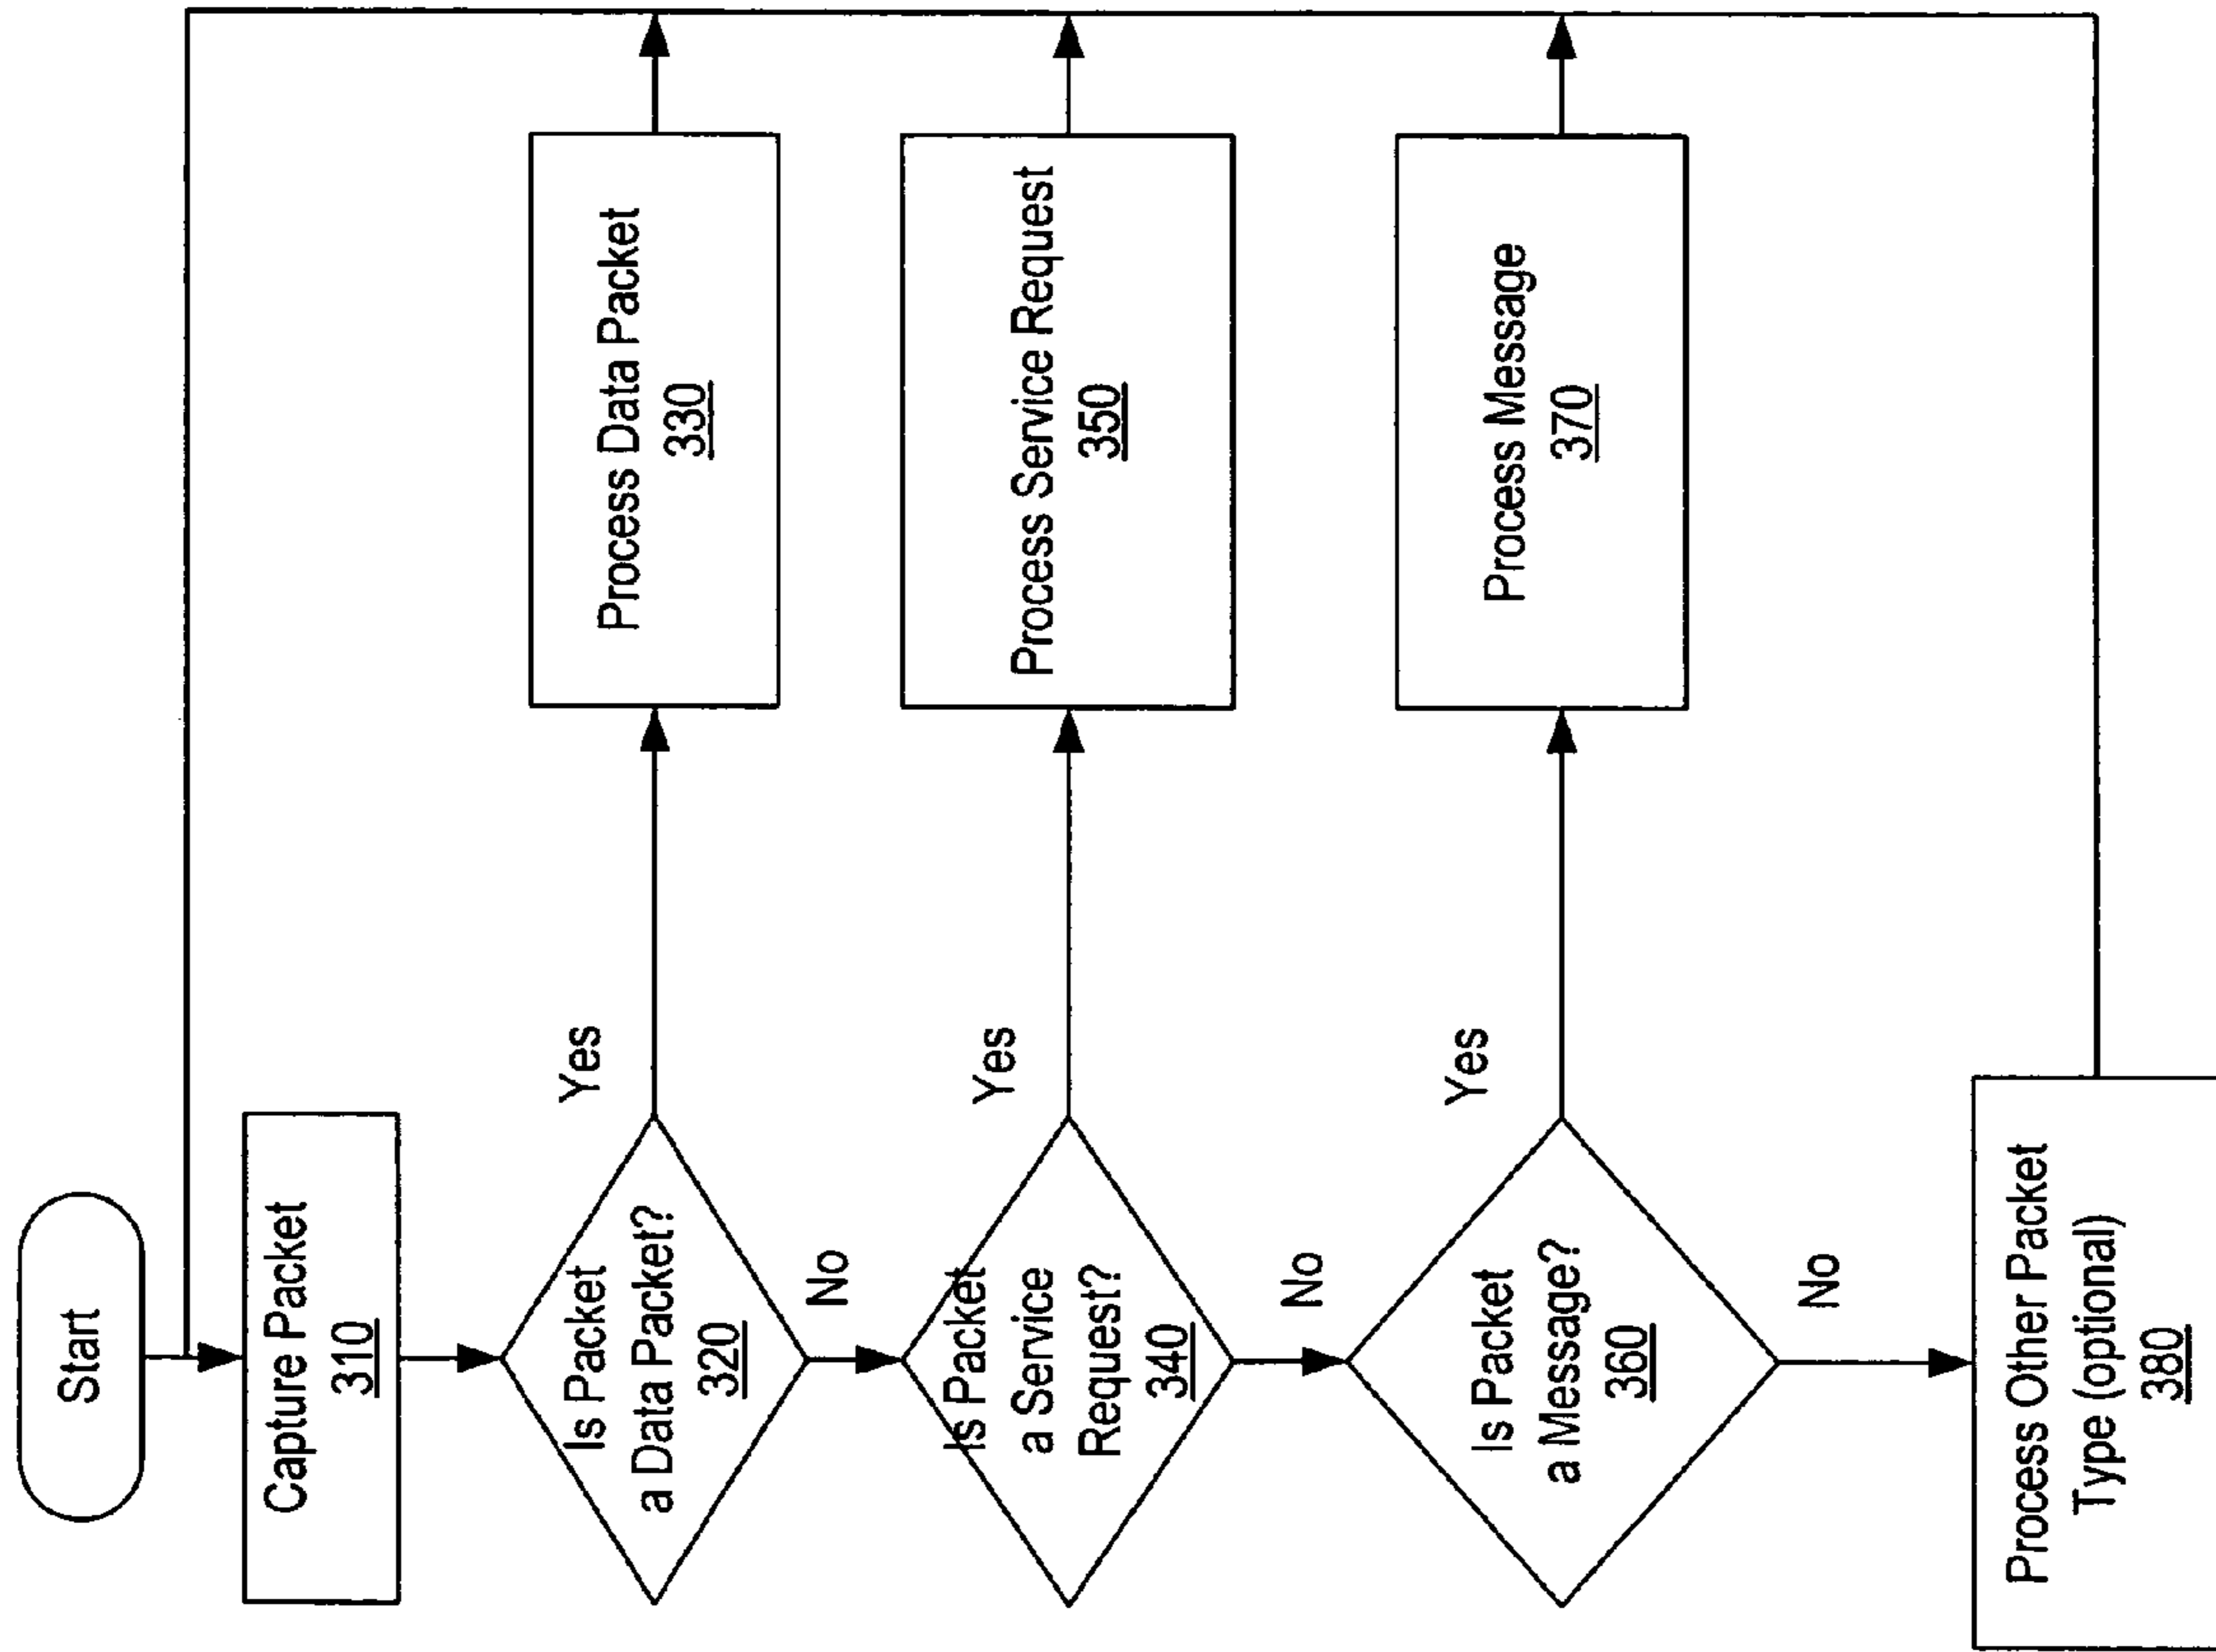 Start
Capture Packet
310
Is Packet
a Data Packet?
320
Yes
Process Data Packet
330
No
Is Packet
a Service
Request?
340
Yes
Process Service Request
350
No
Is Packet
a Message?
360
Yes
Process Message
370
No
Process Other Packet
Type (optional)
380